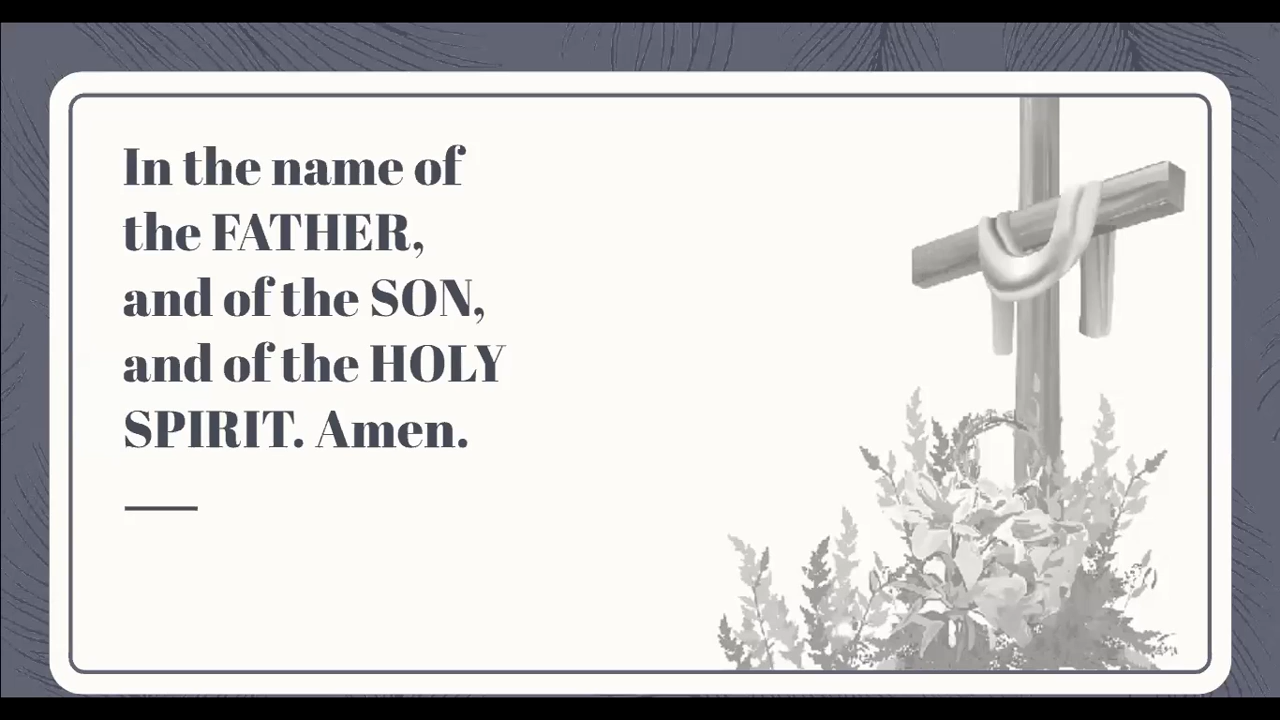 In the name of
the FATHER,
and of the SON,
and of the HOLY
SPIRIT. Amen.